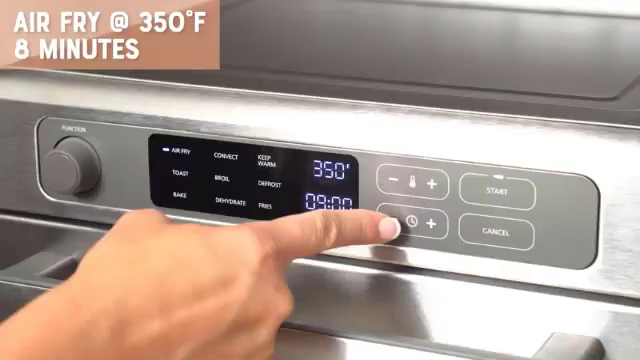 AIR FRY @ 350°F
8 MINUTES
FUNCTION
AIR FRY CONVECT KEEP WARM 350°
TOAST BROIL DEFROST
BAKE DEHYDRATE FRIES 09:00
- + START
+ CANCEL